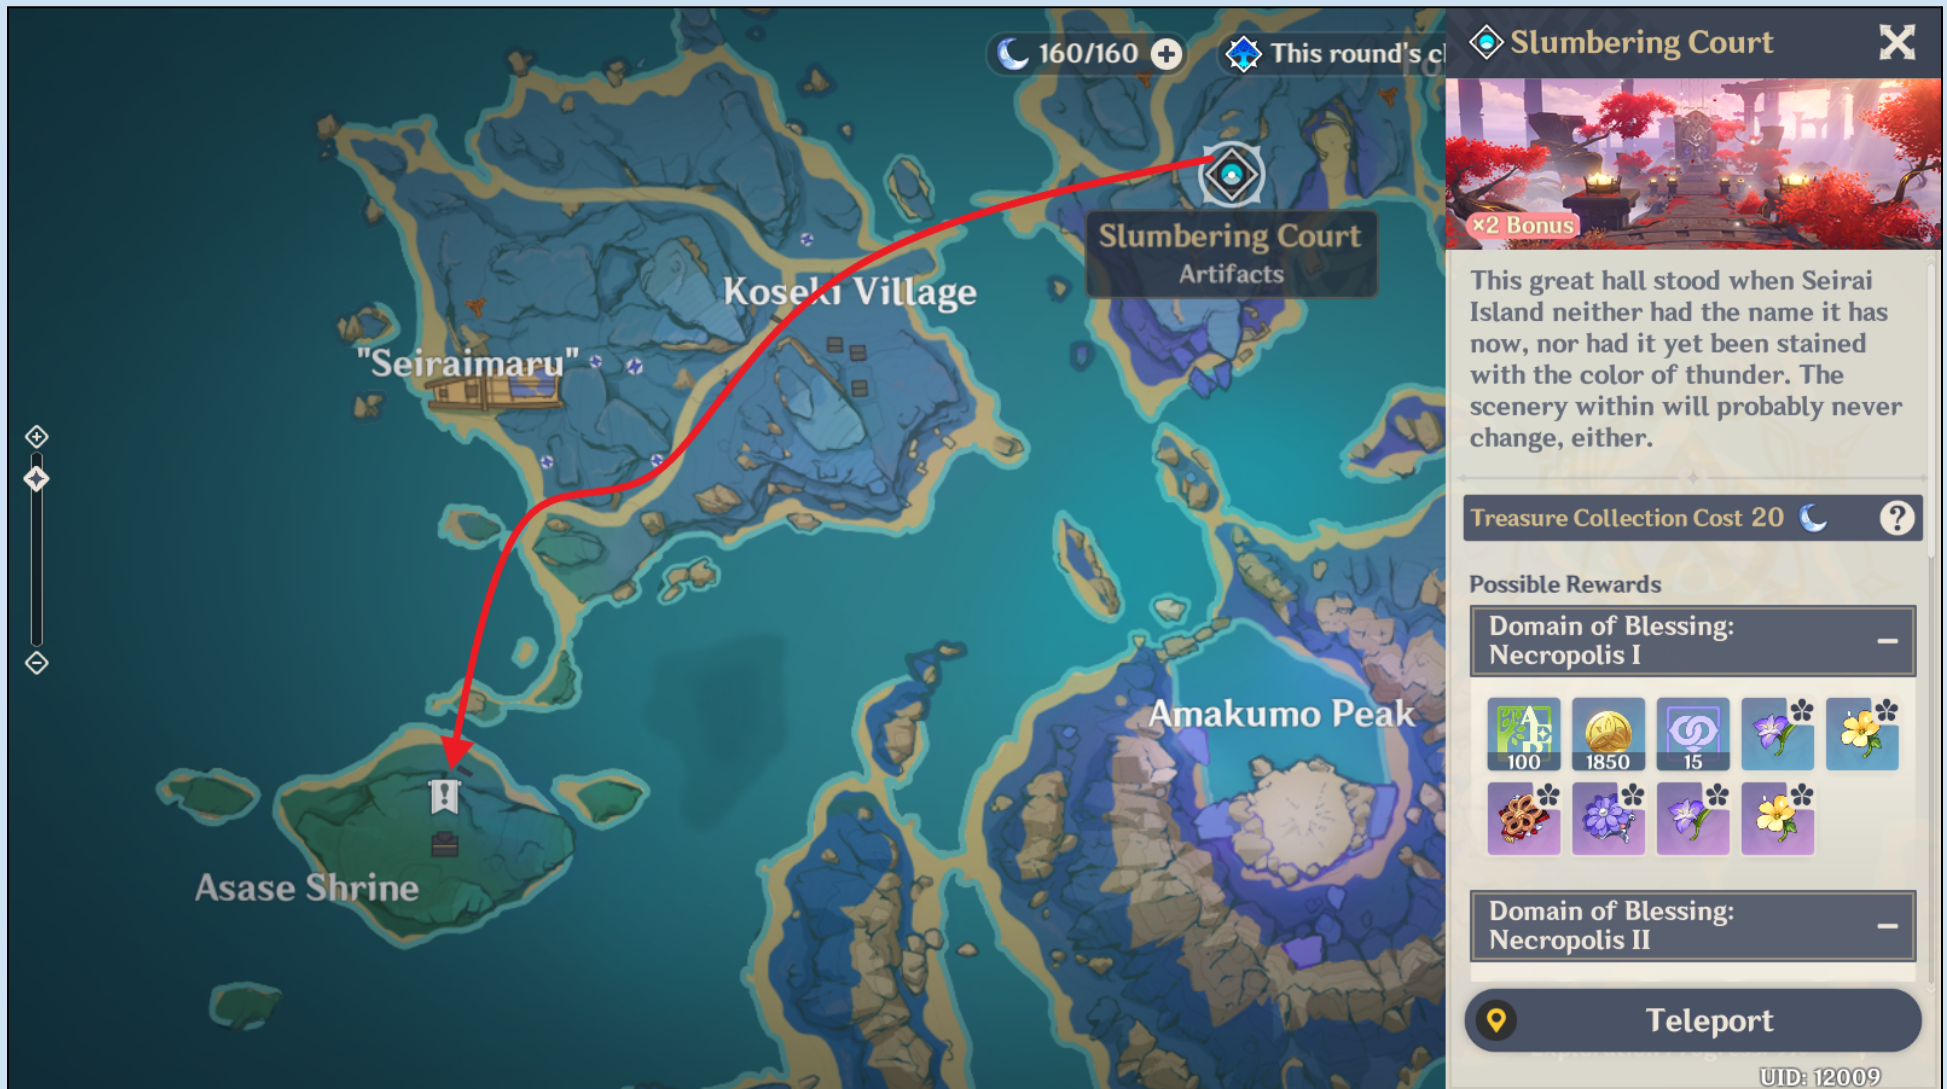 160/160
This round's cl
Slumbering Court
×2 Bonus
Slumbering Court
Artifacts
Koseki Village
"Seiraimaru"
Amakumo Peak
Asase Shrine
This great hall stood when Seirai
Island neither had the name it has
now, nor had it yet been stained
with the color of thunder. The
scenery within will probably never
change, either.
Treasure Collection Cost 20
?
Possible Rewards
Domain of Blessing:
Necropolis I
100
1850
15
Domain of Blessing:
Necropolis II
Teleport
UID: 12009